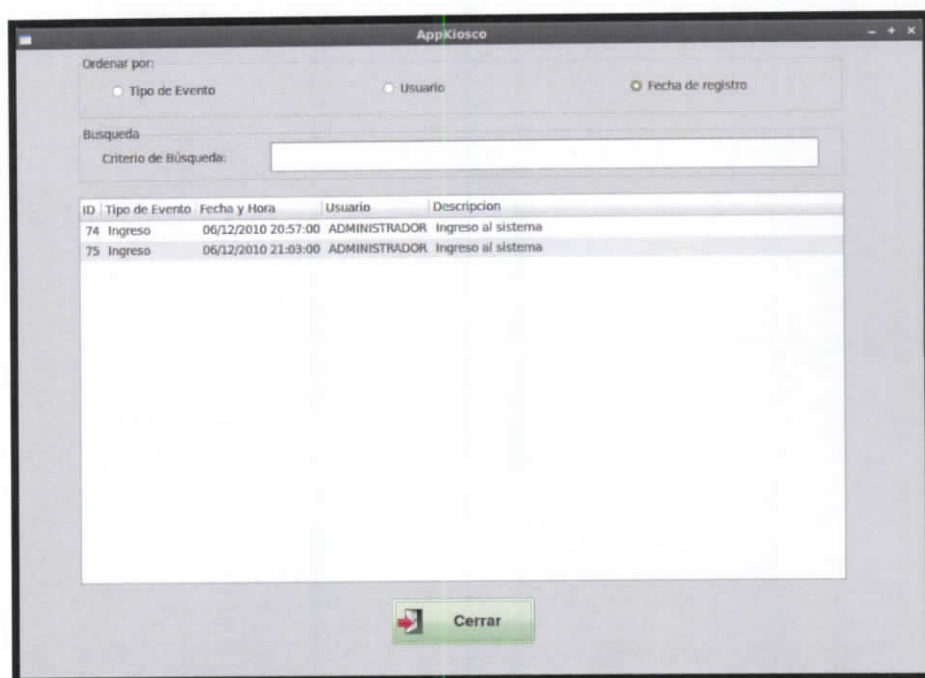 AppKiosco
Ordenar por:
Tipo de Evento Usuario Fecha de registro
Busqueda
Criterio de Búsqueda:
ID Tipo de Evento Fecha y Hora Usuario Descripcion
74 Ingreso 06/12/2010 20:57:00 ADMINISTRADOR Ingreso al sistema
75 Ingreso 06/12/2010 21:03:00 ADMINISTRADOR Ingreso al sistema
Cerrar